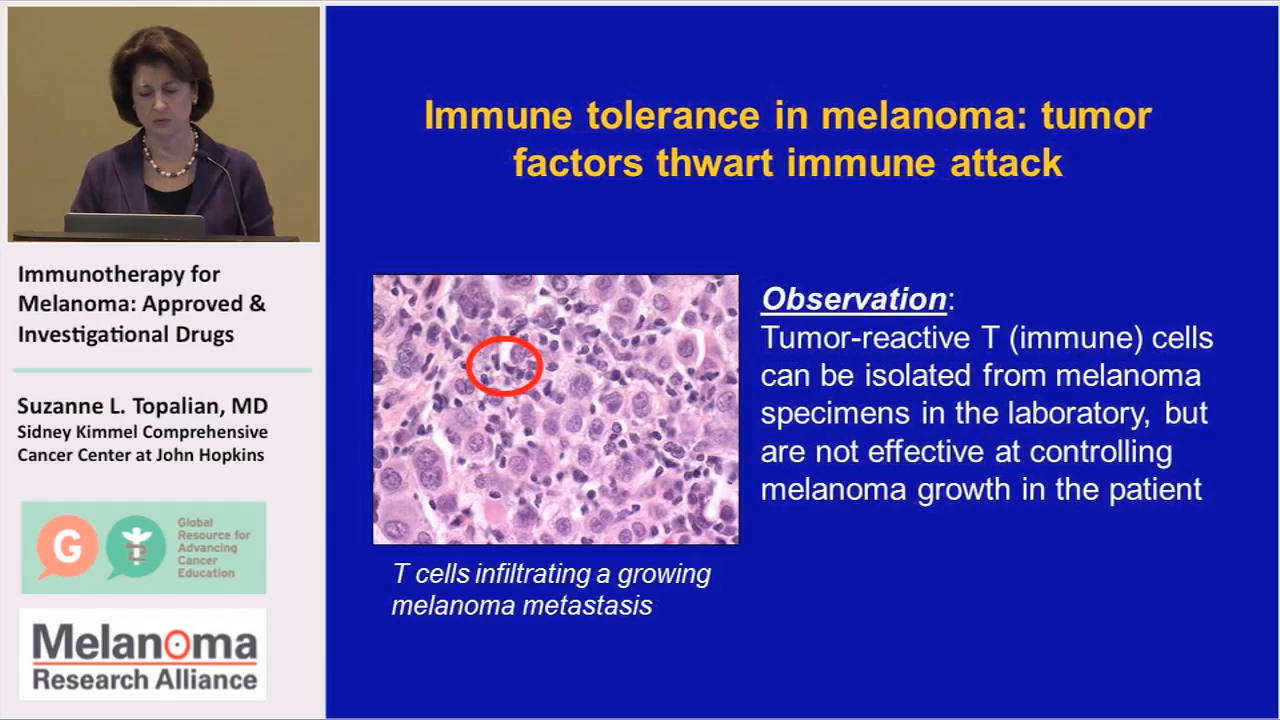 Immunotherapy for
Melanoma: Approved &
Investigational Drugs
Suzanne L. Topalian, MD
Sidney Kimmel Comprehensive
Cancer Center at John Hopkins
G
Global
Resource for
Advancing
Cancer
Education
Melanoma
Research Alliance
Immune tolerance in melanoma: tumor
factors thwart immune attack
Observation:
Tumor-reactive T (immune) cells
can be isolated from melanoma
specimens in the laboratory, but
are not effective at controlling
melanoma growth in the patient
T cells infiltrating a growing
melanoma metastasis